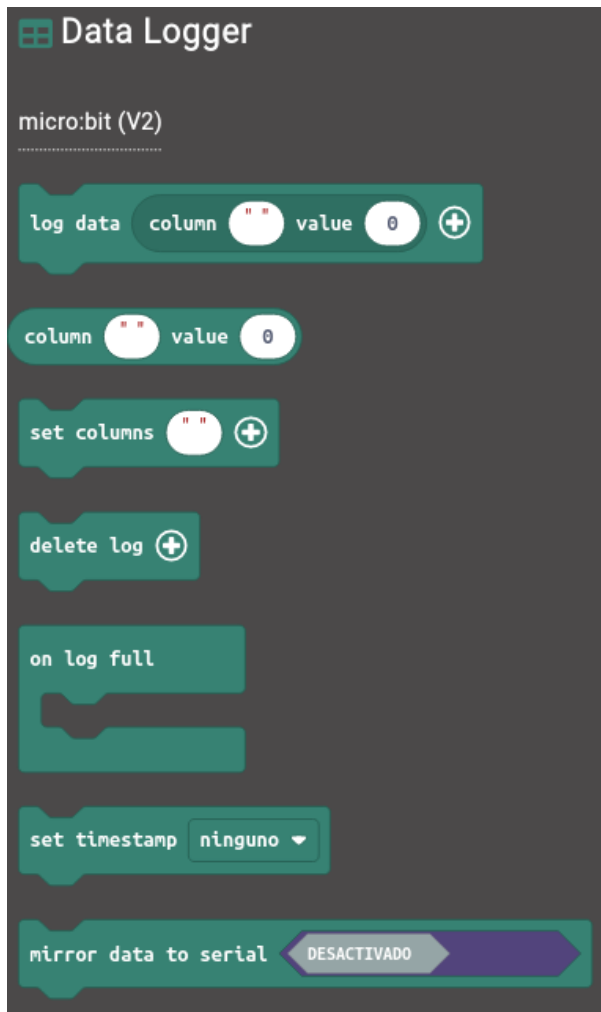 Data Logger
micro:bit (V2)
log data column " " value 0
column " " value 0
set columns " "
delete log
on log full
set timestamp ninguno
mirror data to serial DESACTIVADO